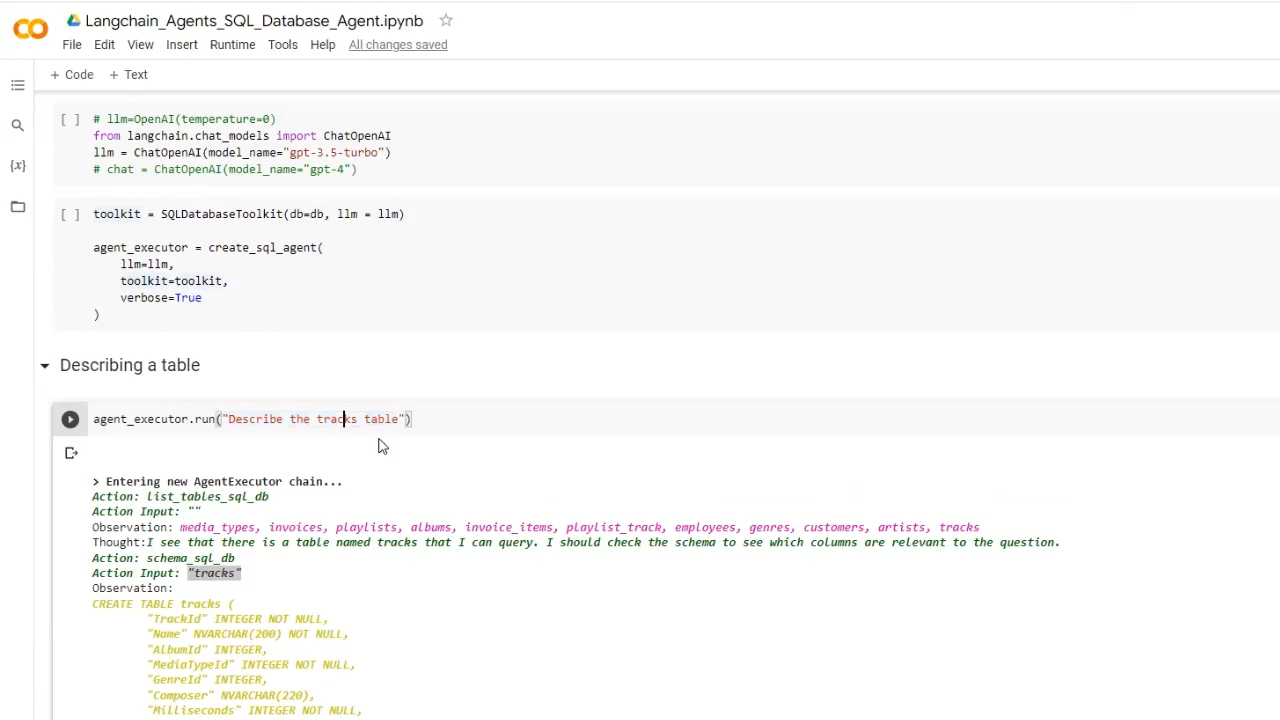 Langchain_Agents_SQL_Database_Agent.ipynb
File Edit View Insert Runtime Tools Help All changes saved
+ Code + Text
[ ] # llm=OpenAI(temperature=0)
from langchain.chat_models import ChatOpenAI
llm = ChatOpenAI(model_name="gpt-3.5-turbo")
# chat = ChatOpenAI(model_name="gpt-4")
[ ] toolkit = SQLDatabaseToolkit(db=db, llm = llm)
agent_executor = create_sql_agent(
llm=llm,
toolkit=toolkit,
verbose=True
)
Describing a table
agent_executor.run("Describe the tracks table")
> Entering new AgentExecutor chain...
Action: list_tables_sql_db
Action Input: ""
Observation: media_types, invoices, playlists, albums, invoice_items, playlist_track, employees, genres, customers, artists, tracks
Thought:I see that there is a table named tracks that I can query. I should check the schema to see which columns are relevant to the question.
Action: schema_sql_db
Action Input: "tracks"
Observation:
CREATE TABLE tracks (
"TrackId" INTEGER NOT NULL,
"Name" NVARCHAR(200) NOT NULL,
"AlbumId" INTEGER,
"MediaTypeId" INTEGER NOT NULL,
"GenreId" INTEGER,
"Composer" NVARCHAR(220),
"Milliseconds" INTEGER NOT NULL,